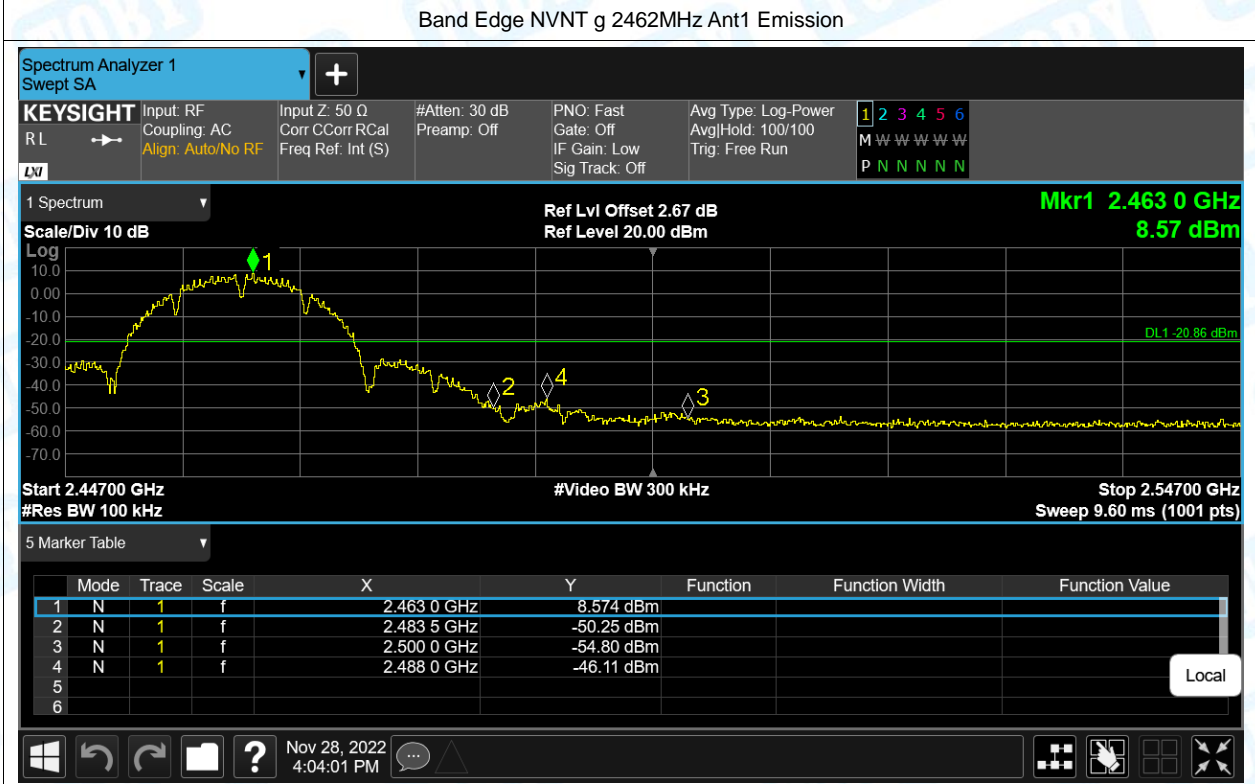 Band Edge NVNT g 2462MHz Ant1 Emission
Spectrum Analyzer 1
Swept SA
KEYSIGHT
R L
LXI
Input: RF
Coupling: AC
Align: Auto/No RF
Input Z: 50 Ω
Corr CCorr RCal
Freq Ref: Int (S)
#Atten: 30 dB
Preamp: Off
PNO: Fast
Gate: Off
IF Gain: Low
Sig Track: Off
Avg Type: Log-Power
Avg|Hold: 100/100
Trig: Free Run
1 2 3 4 5 6
M W W W W W
P N N N N N
1 Spectrum
Scale/Div 10 dB
Ref Lvl Offset 2.67 dB
Ref Level 20.00 dBm
Mkr1 2.463 0 GHz
8.57 dBm
Log
10.0
0.00
-10.0
-20.0
-30.0
-40.0
-50.0
-60.0
-70.0
1
2
4
3
DL1 -20.86 dBm
Start 2.44700 GHz
#Video BW 300 kHz
Stop 2.54700 GHz
#Res BW 100 kHz
Sweep 9.60 ms (1001 pts)
5 Marker Table
Mode Trace Scale X Y Function Function Width Function Value
1 N 1 f 2.463 0 GHz 8.574 dBm
2 N 1 f 2.483 5 GHz -50.25 dBm
3 N 1 f 2.500 0 GHz -54.80 dBm
4 N 1 f 2.488 0 GHz -46.11 dBm
5
6
Local
?
Nov 28, 2022
4:04:01 PM